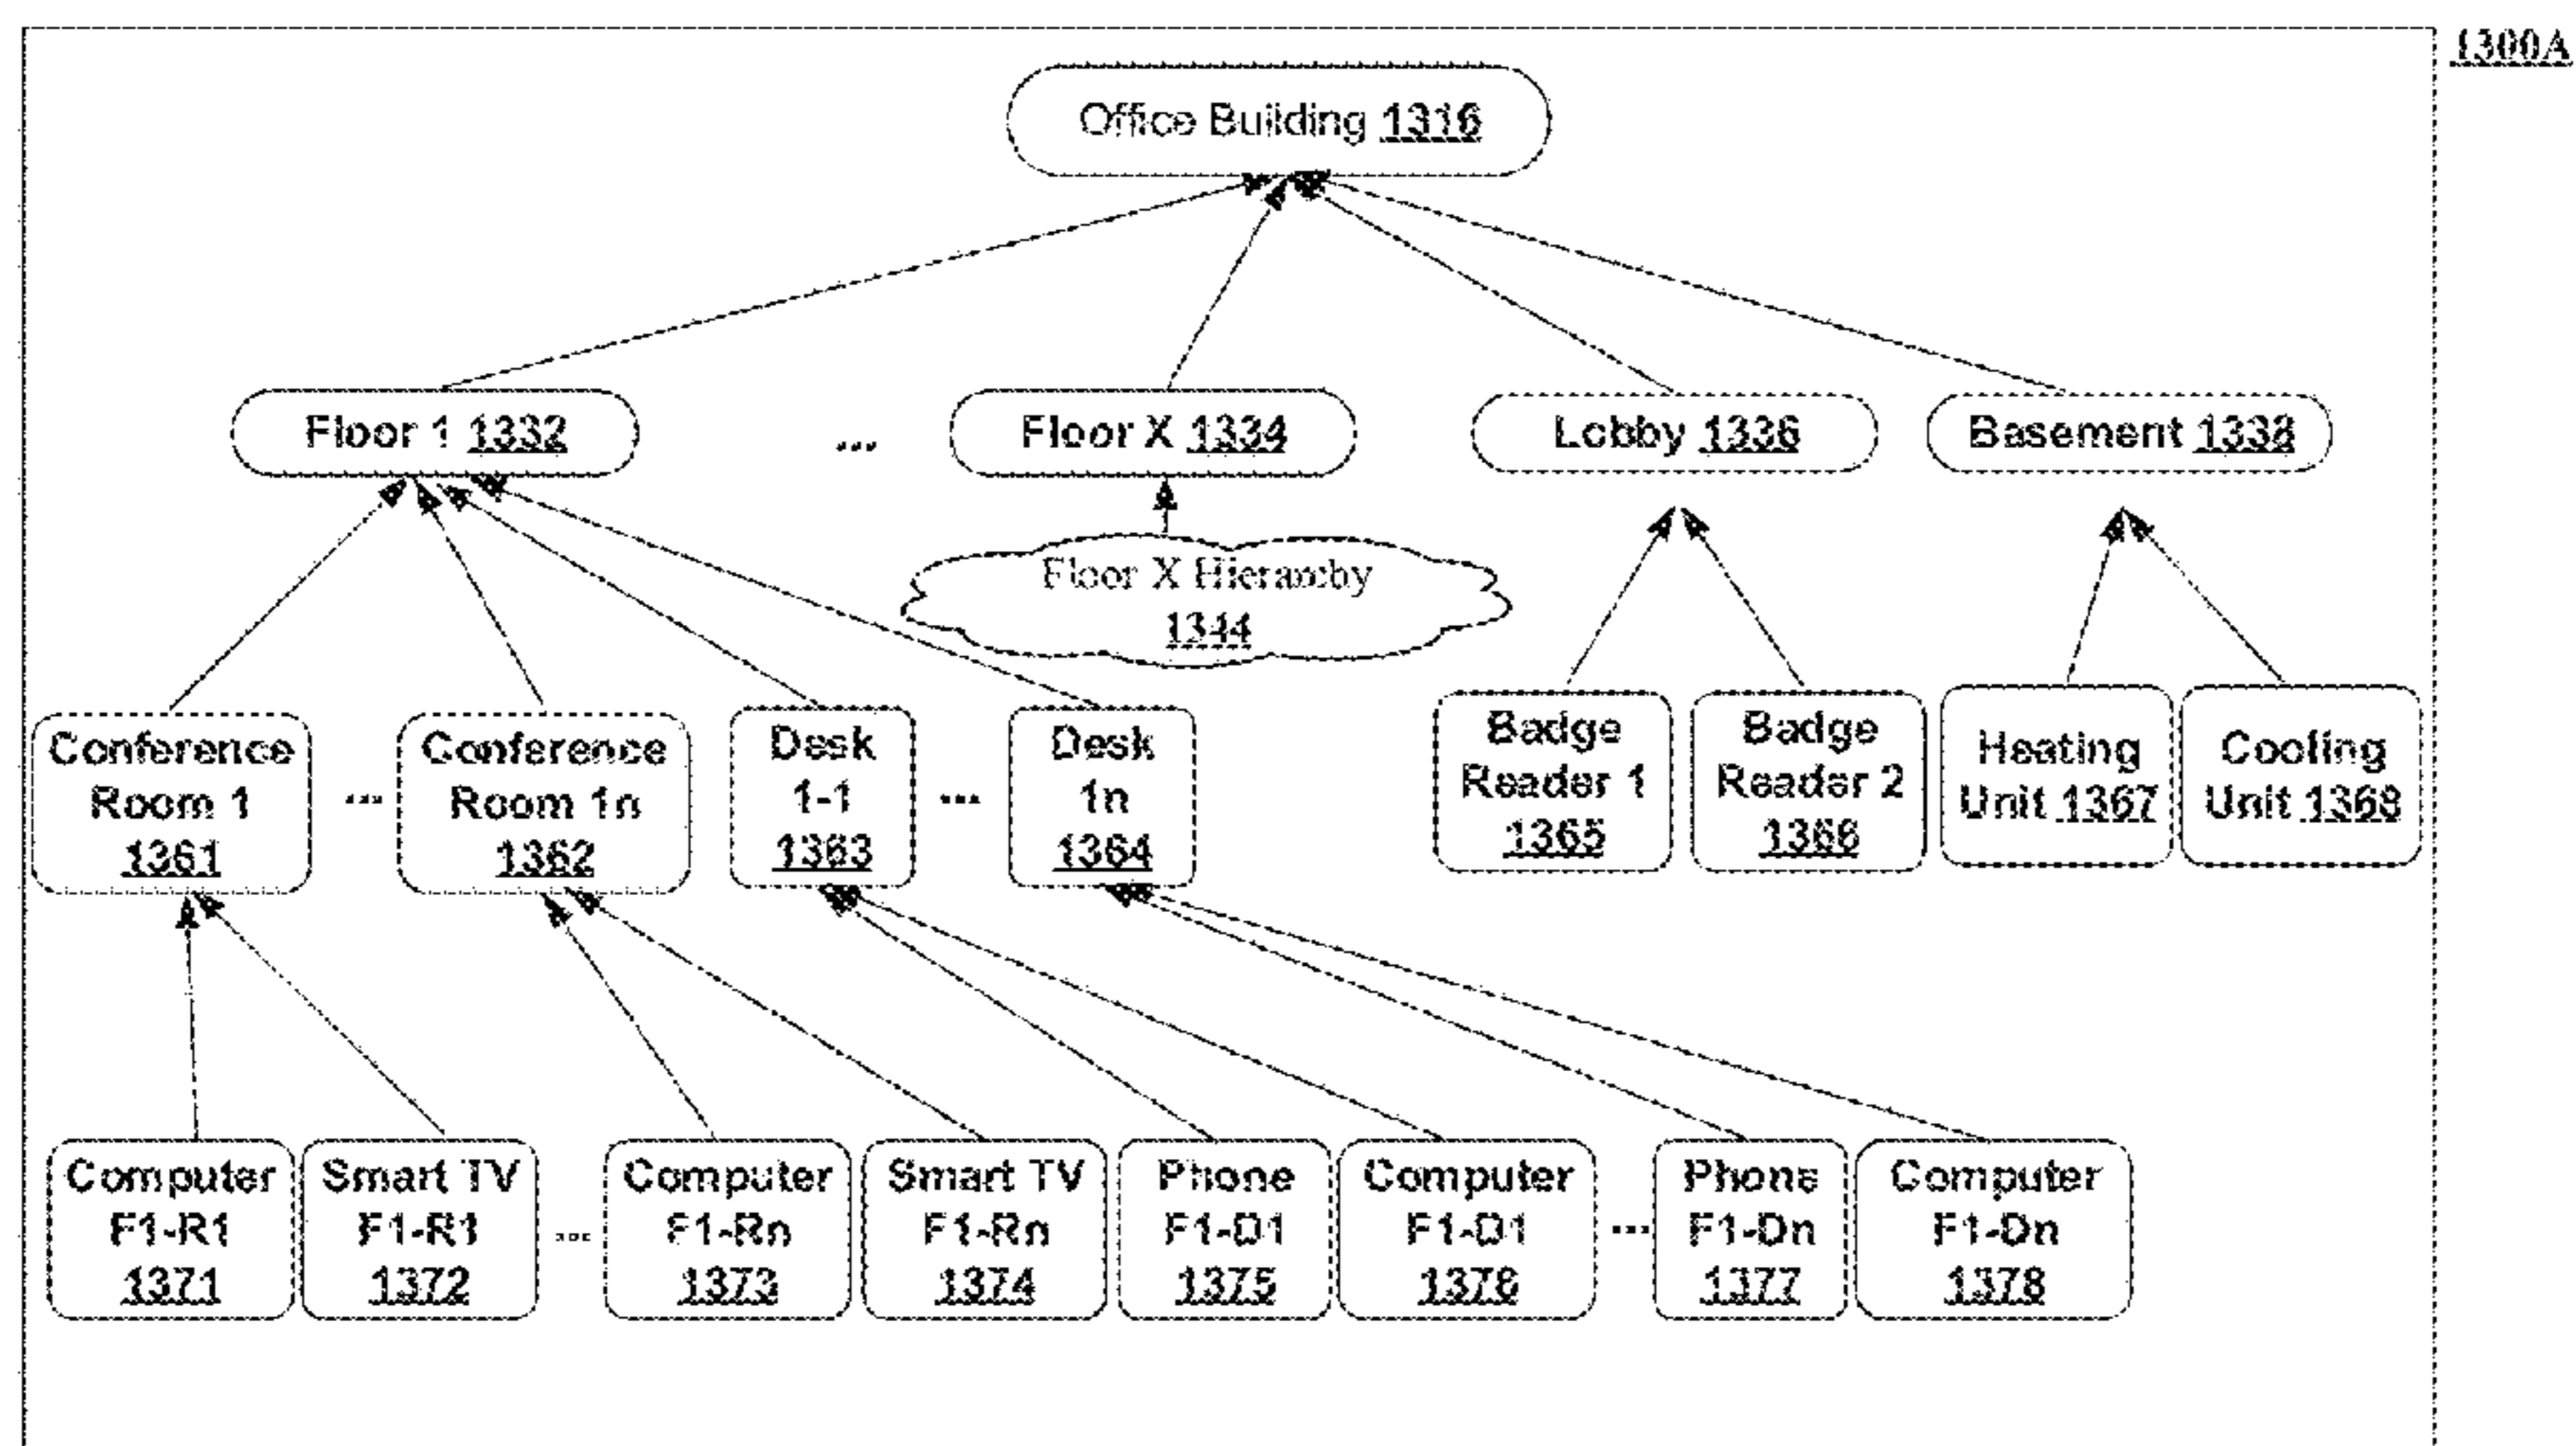 1300A
Office Building 1316
Floor 1 1332
...
Floor X 1334
Lobby 1336
Basement 1338
Floor X Hierarchy
1344
Conference
Room 1
1361
...
Conference
Room 1n
1362
Desk
1-1
1363
...
Desk
1n
1364
Badge
Reader 1
1365
Badge
Reader 2
1366
Heating
Unit 1367
Cooling
Unit 1368
Computer
F1-R1
1371
Smart TV
F1-R1
1372
...
Computer
F1-Rn
1373
Smart TV
F1-Rn
1374
Phone
F1-D1
1375
Computer
F1-D1
1376
...
Phone
F1-Dn
1377
Computer
F1-Dn
1378